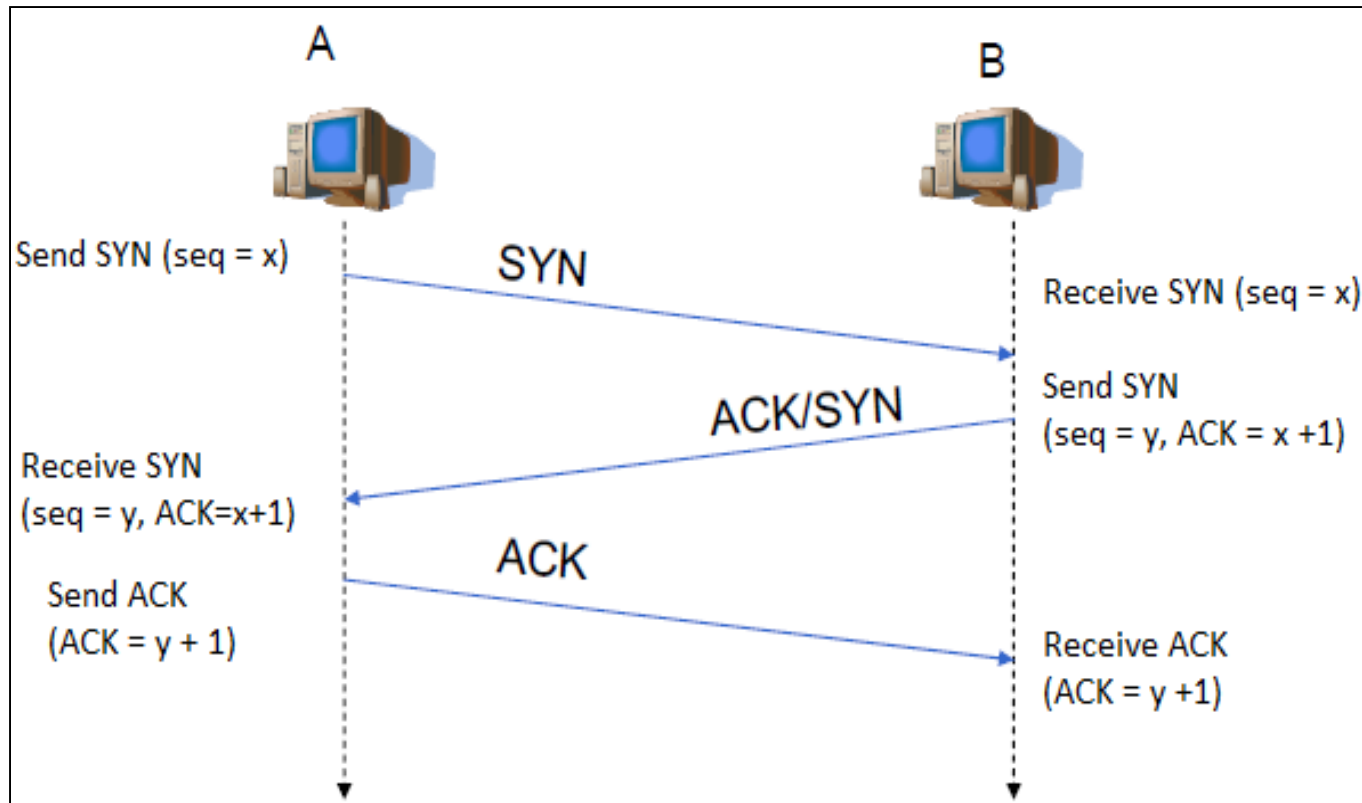 A
B
Send SYN (seq = x)
SYN
Receive SYN (seq = x)
Send SYN
(seq = y, ACK = x +1)
ACK/SYN
Receive SYN
(seq = y, ACK=x+1)
ACK
Send ACK
(ACK = y + 1)
Receive ACK
(ACK = y +1)